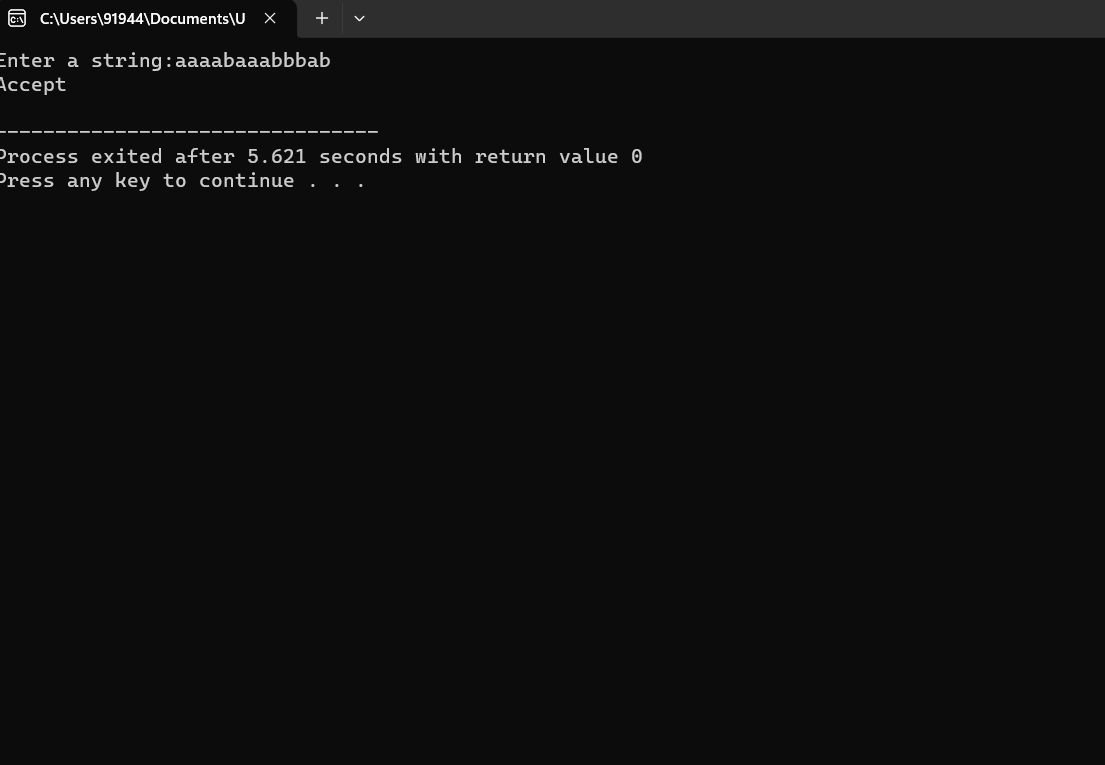 C:\Users\91944\Documents\U
Enter a string:aaaabaaabbbab
Accept
--------------------------------
Process exited after 5.621 seconds with return value 0
Press any key to continue . . .